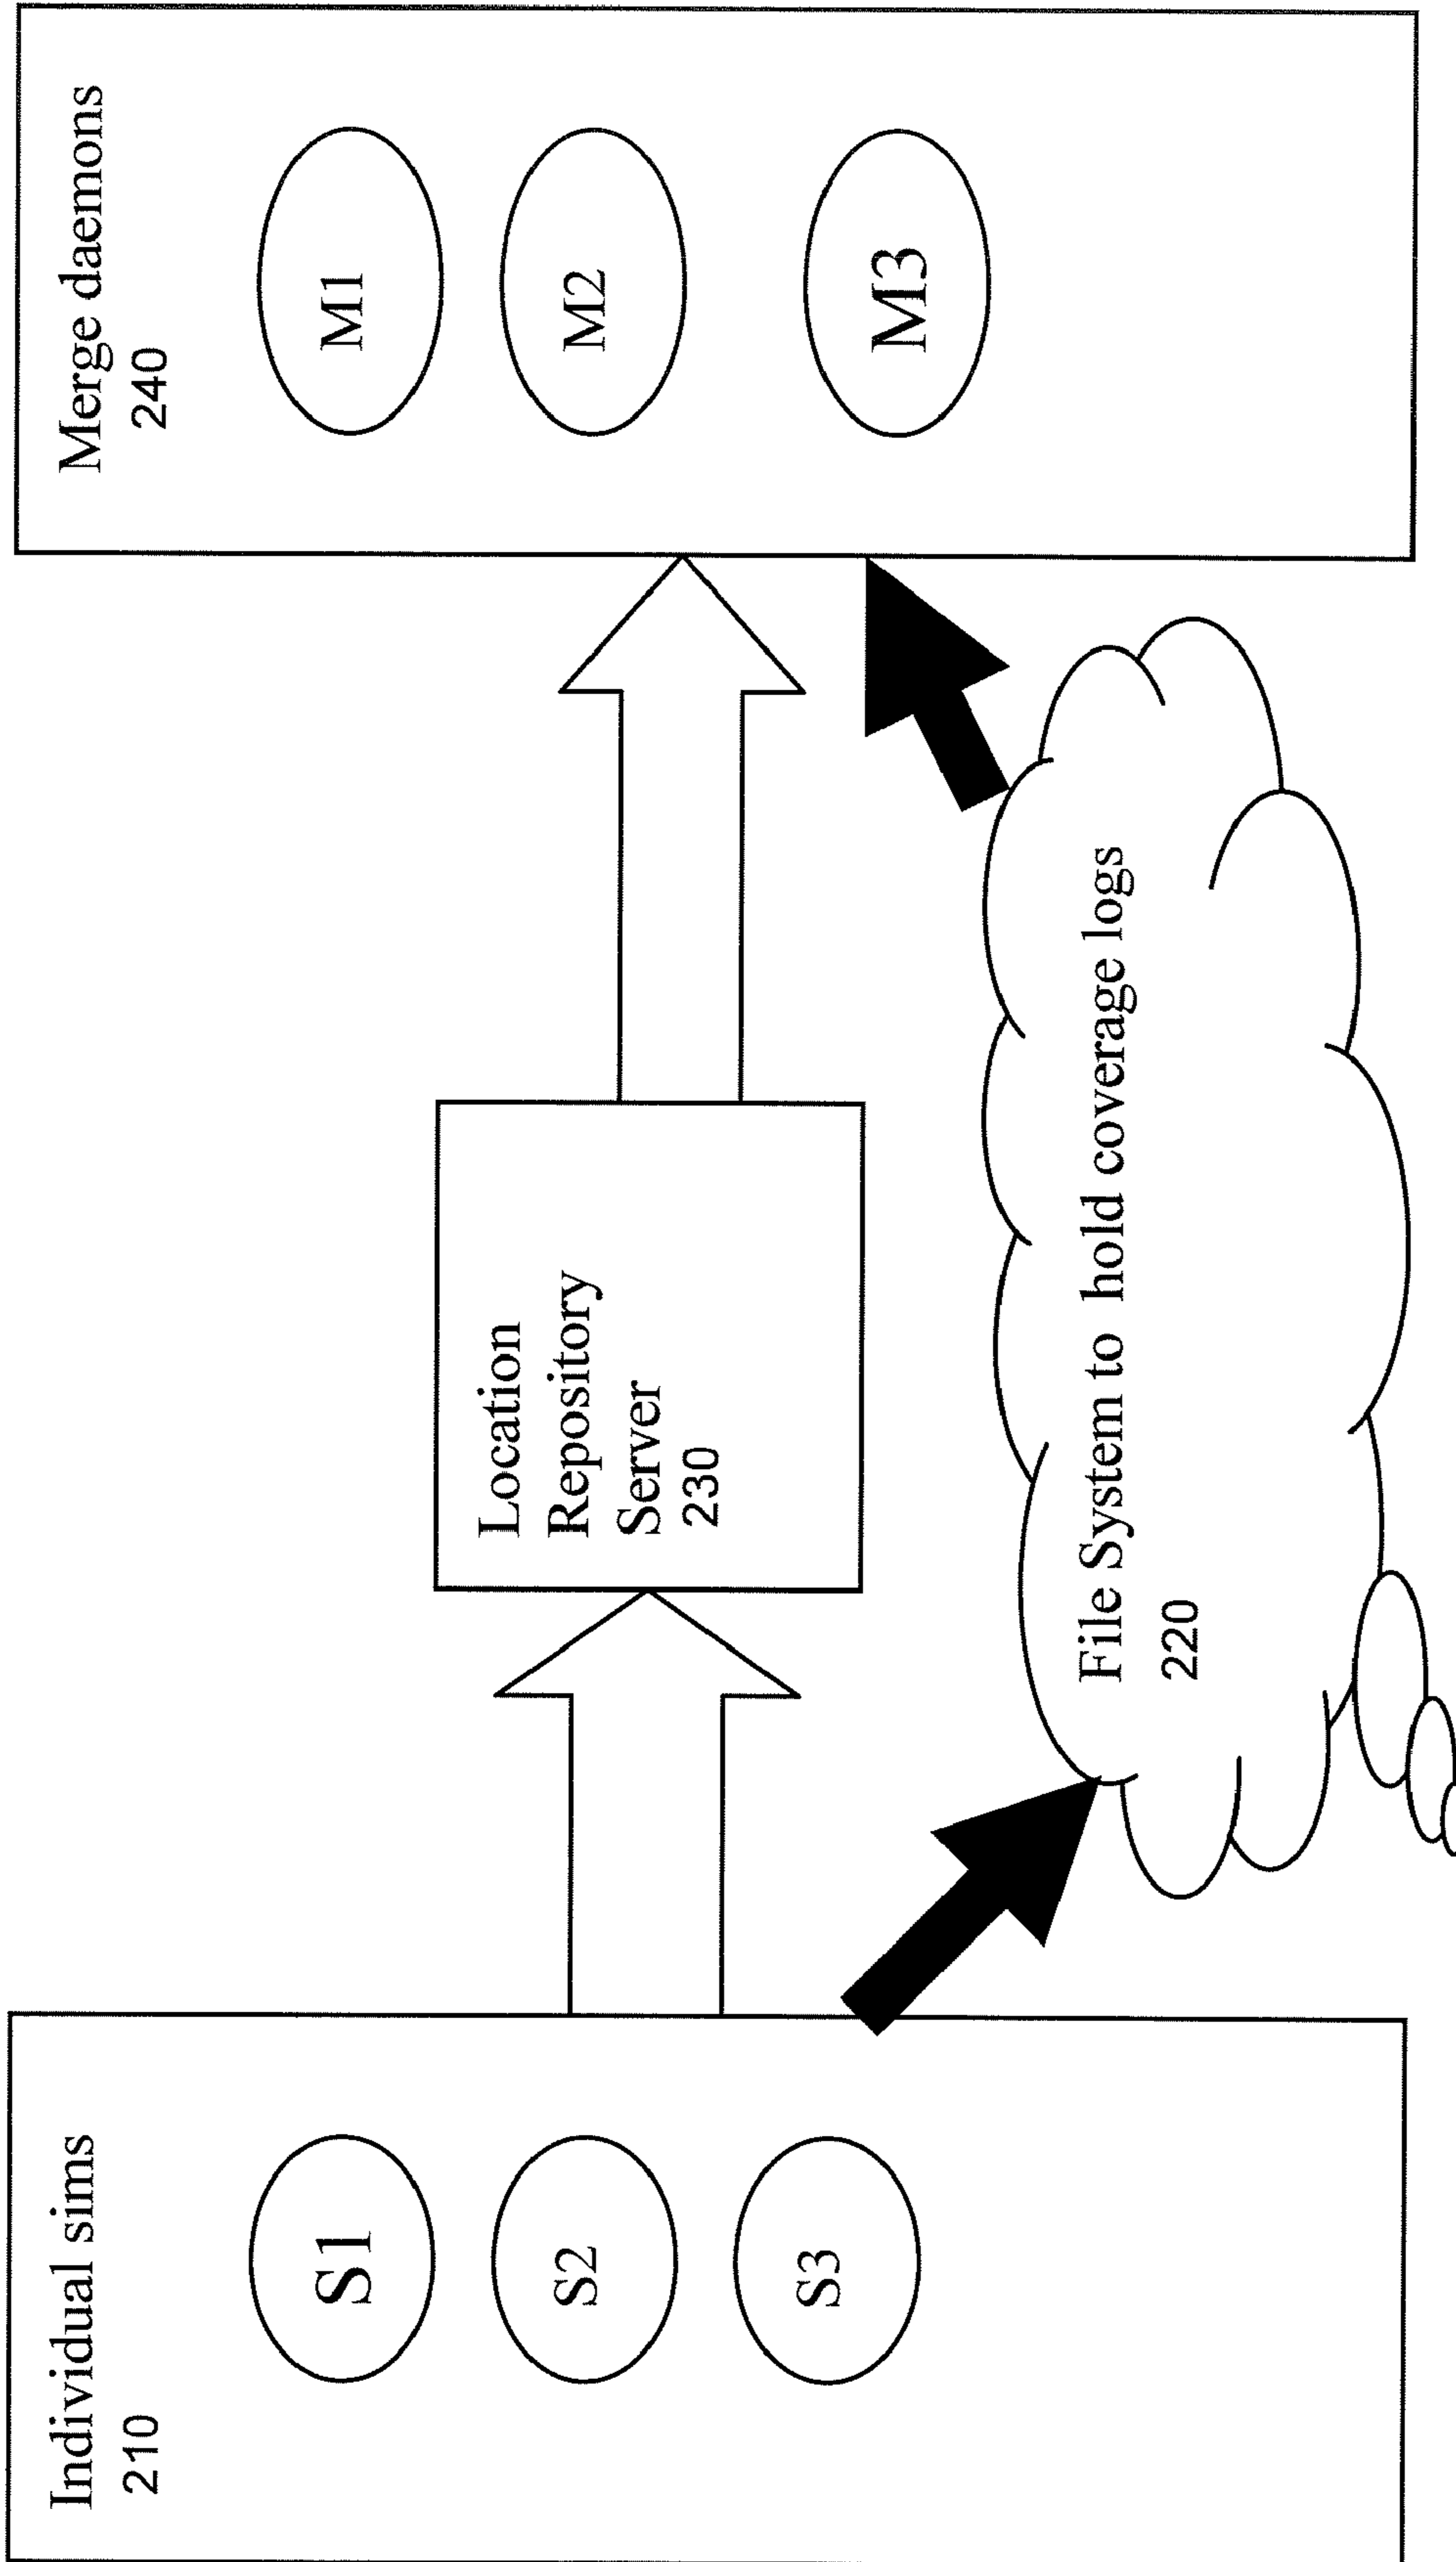 Individual sims
210
S1
S2
S3
Location
Repository
Server
230
File System to hold coverage logs
220
Merge daemons
240
M1
M2
M3